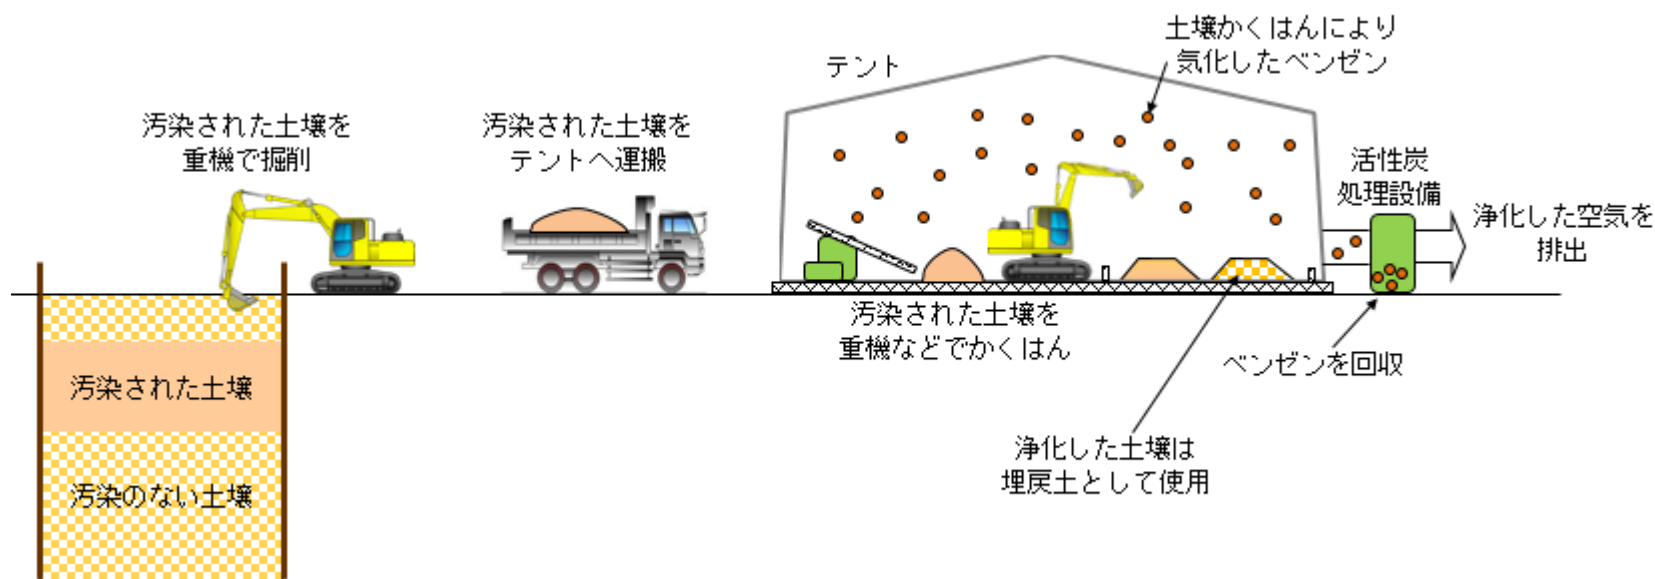 汚染された土壌を
重機で掘削
汚染された土壌
汚染のない土壌
汚染された土壌を
テントへ運搬
テント
土壌かくはんにより
気化したベンゼン
汚染された土壌を
重機などでかくはん
浄化した土壌は
埋戻土として使用
活性炭
処理設備
ベンゼンを回収
浄化した空気を
排出